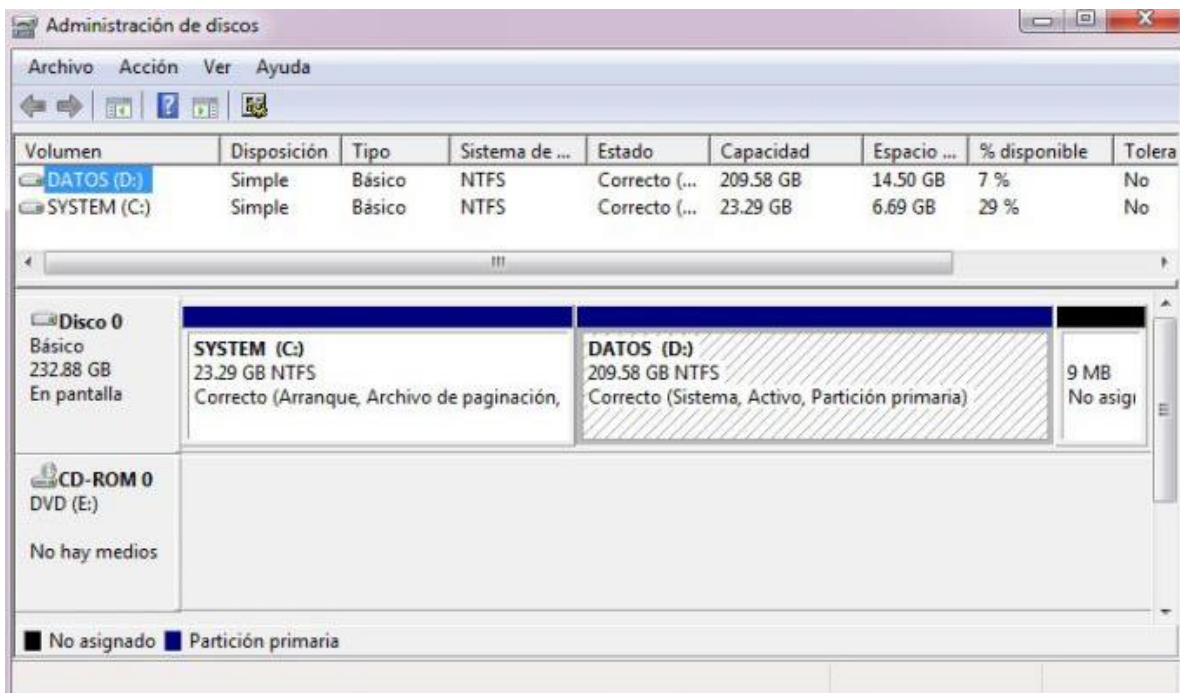 Administración de discos
Archivo Acción Ver Ayuda
Volumen Disposición Tipo Sistema de ... Estado Capacidad Espacio ... % disponible Tolera
DATOS (D:) Simple Básico NTFS Correcto (... 209.58 GB 14.50 GB 7 % No
SYSTEM (C:) Simple Básico NTFS Correcto (... 23.29 GB 6.69 GB 29 % No
Disco 0
Básico
232.88 GB
En pantalla
SYSTEM (C:)
23.29 GB NTFS
Correcto (Arranque, Archivo de paginación,
DATOS (D:)
209.58 GB NTFS
Correcto (Sistema, Activo, Partición primaria)
9 MB
No asigı
CD-ROM 0
DVD (E:)
No hay medios
No asignado Partición primaria